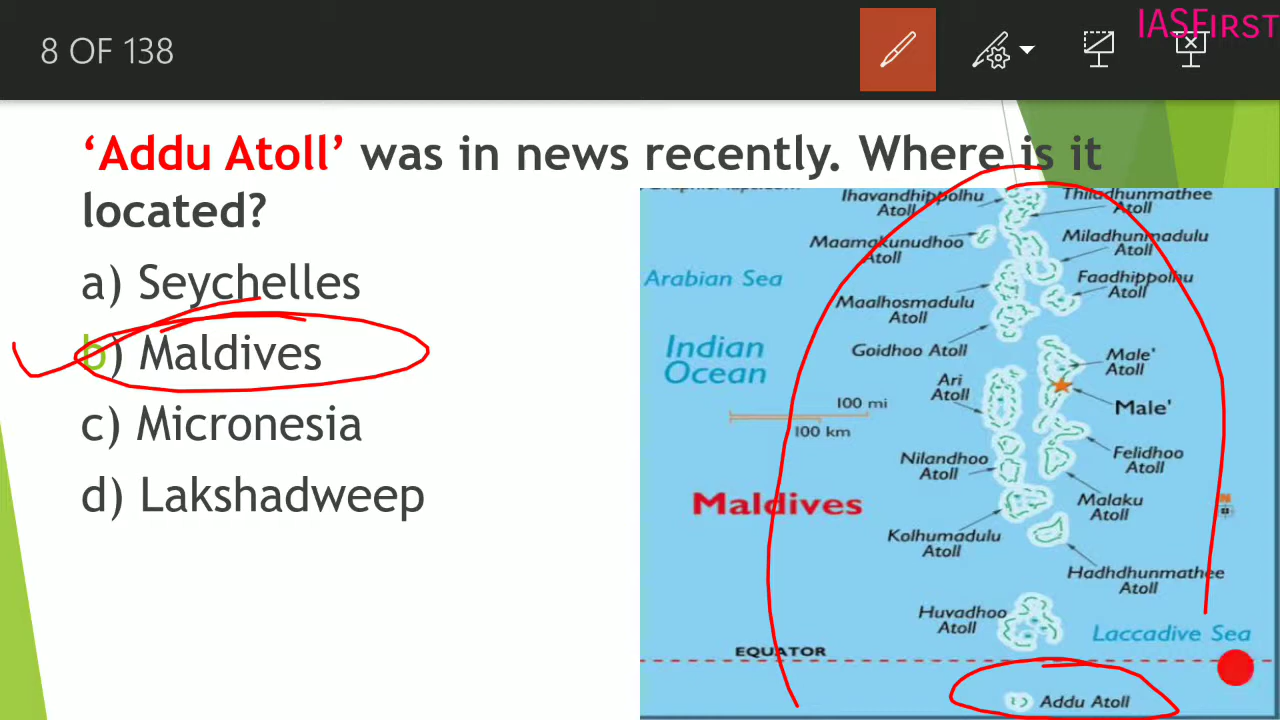 IASFIRST
8 OF 138
‘Addu Atoll’ was in news recently. Where is it
located?
a) Seychelles
b) Maldives
c) Micronesia
d) Lakshadweep
Ihavandhippolhu
Atoll
Thiladhunmathee
Atoll
Maamakunudhoo
Atoll
Miladhunmadulu
Atoll
Arabian Sea
Faadhippolhu
Atoll
Maalhosmadulu
Atoll
Indian
Ocean
Goidhoo Atoll
Male'
Atoll
Ari
Atoll
100 mi
100 km
Male'
Nilandhoo
Atoll
Felidhoo
Atoll
Maldives
Malaku
Atoll
N
Kolhumadulu
Atoll
Hadhdhunmathee
Atoll
Huvadhoo
Atoll
Laccadive Sea
EQUATOR
Addu Atoll